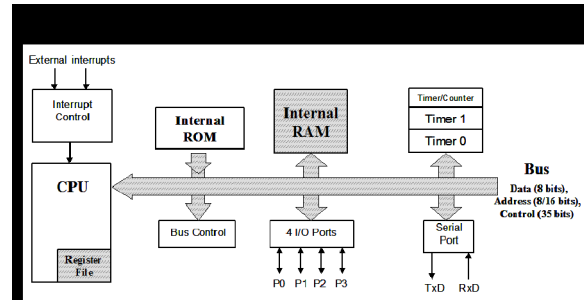 External interrupts
Interrupt
Control
CPU
Register
File
Internal
ROM
Internal
RAM
Timer/Counter
Timer 1
Timer 0
Bus
Data (8 bits),
Address (8/16 bits),
Control (35 bits)
Bus Control
4 I/O Ports
Serial
Port
P0 P1 P2 P3
TxD RxD